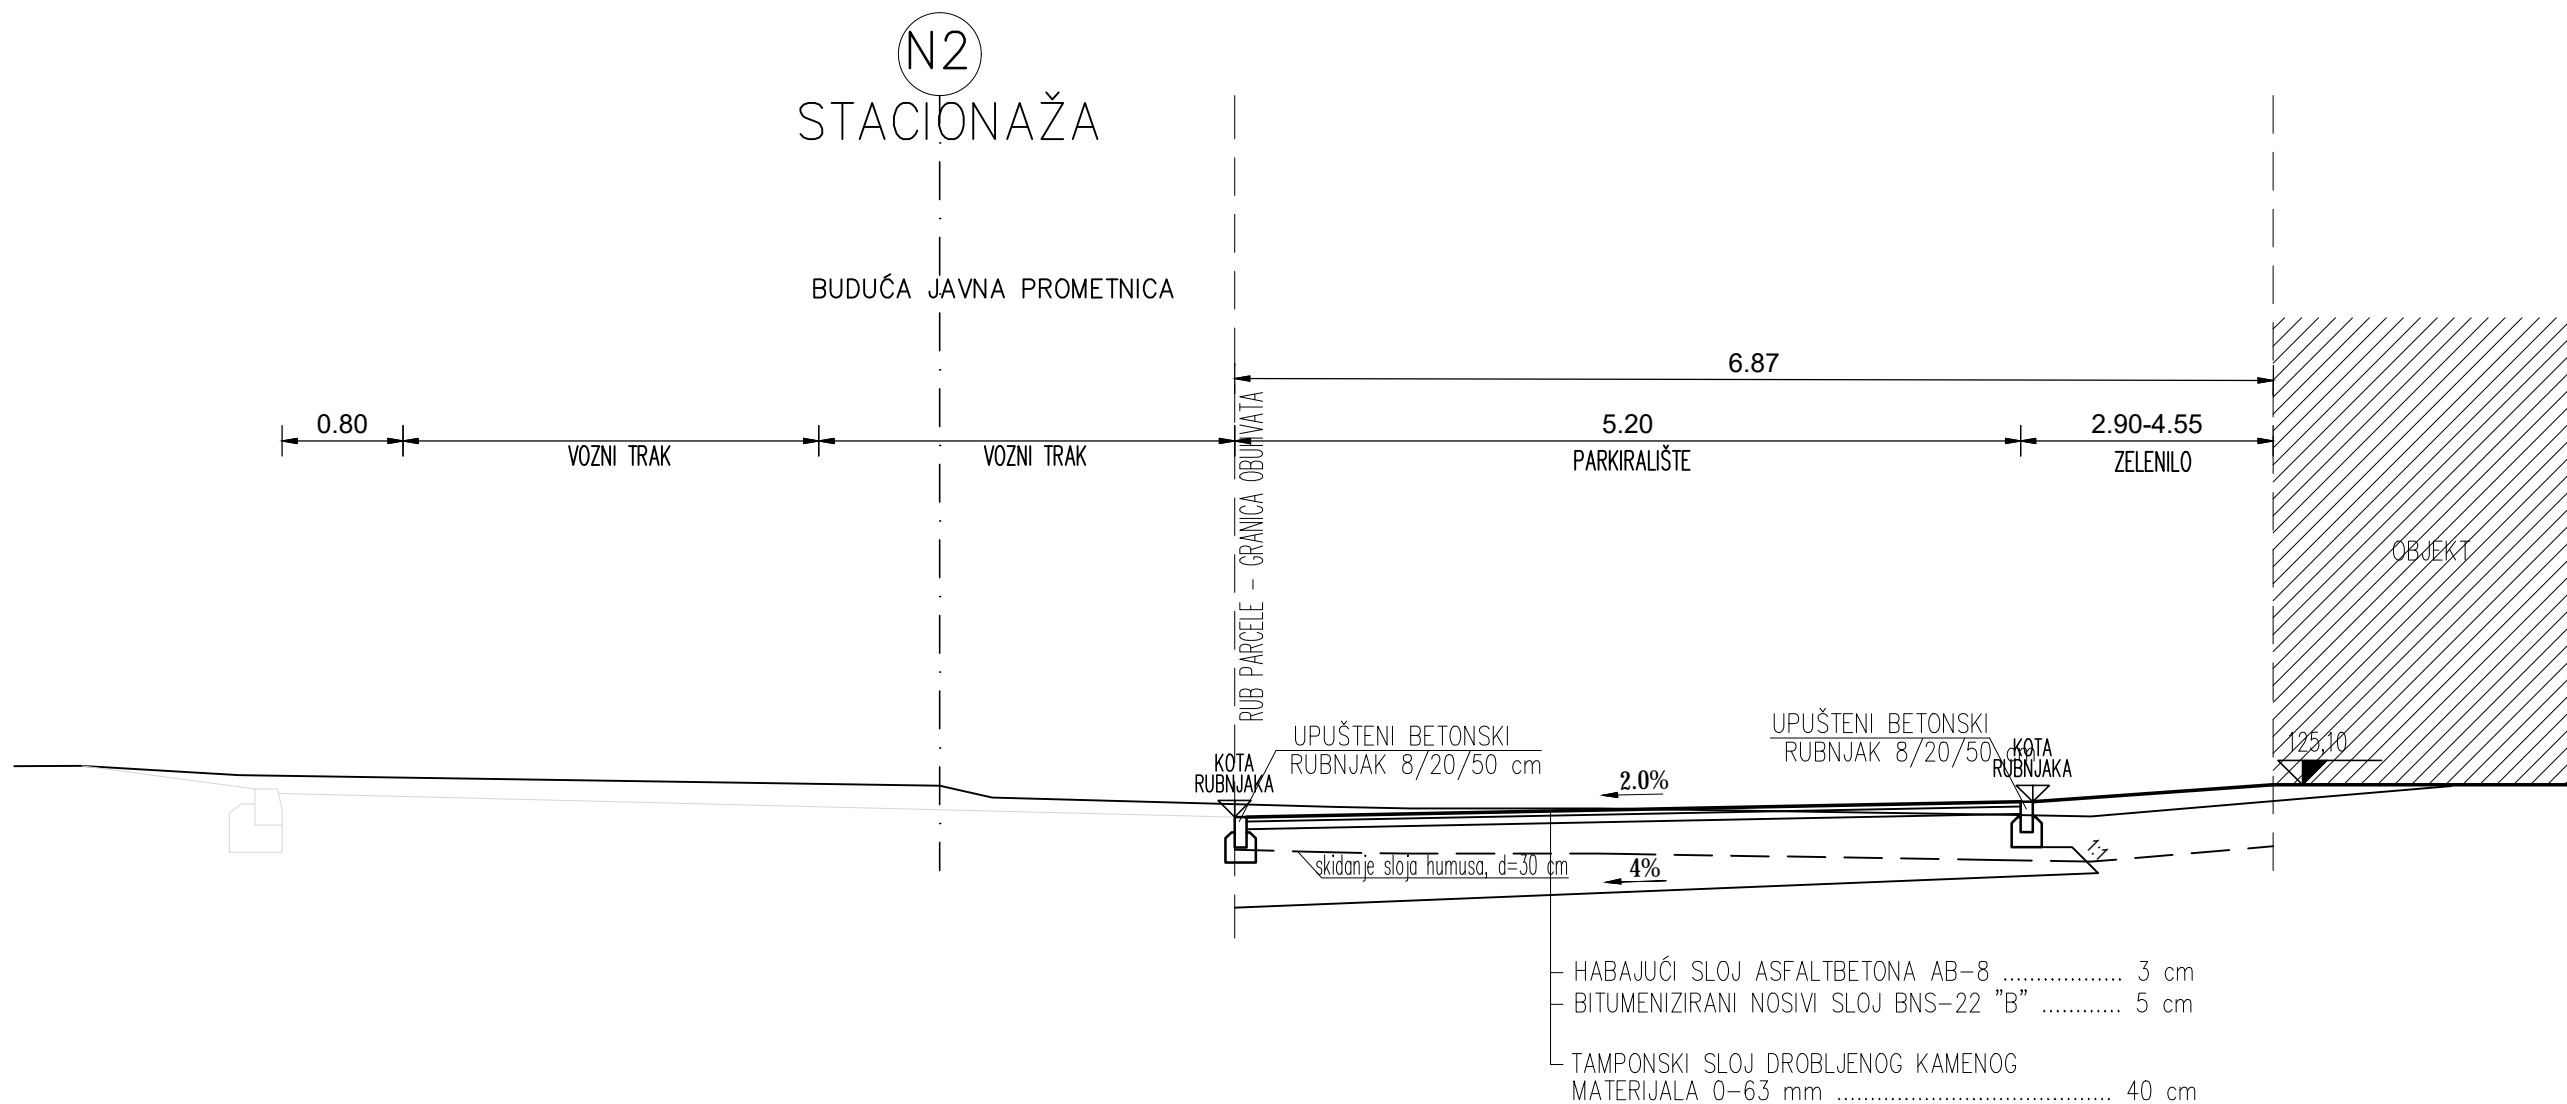 N2
STACIONAŽA
BUDUĆA JAVNA PROMETNICA
6.87
0.80
5.20
2.90-4.55
VOZNI TRAK
VOZNI TRAK
PARKIRALIŠTE
ZELENILO
RUB PARCELE - GRANICA OBUHVATA
OBJEKT
UPUŠTENI BETONSKI
RUBNJAK 8/20/50 cm
UPUŠTENI BETONSKI
RUBNJAK 8/20/50 cm
KOTA
RUBNJAKA
KOTA
RUBNJAKA
125,10
2.0%
skidanje sloja humusa, d=30 cm
4%
1:1
HABAJUĆI SLOJ ASFALTBETONA AB-8 .................. 3 cm
BITUMENIZIRANI NOSIVI SLOJ BNS-22 "B" ............ 5 cm
TAMPONSKI SLOJ DROBLJENOG KAMENOG
MATERIJALA 0-63 mm ......................................... 40 cm